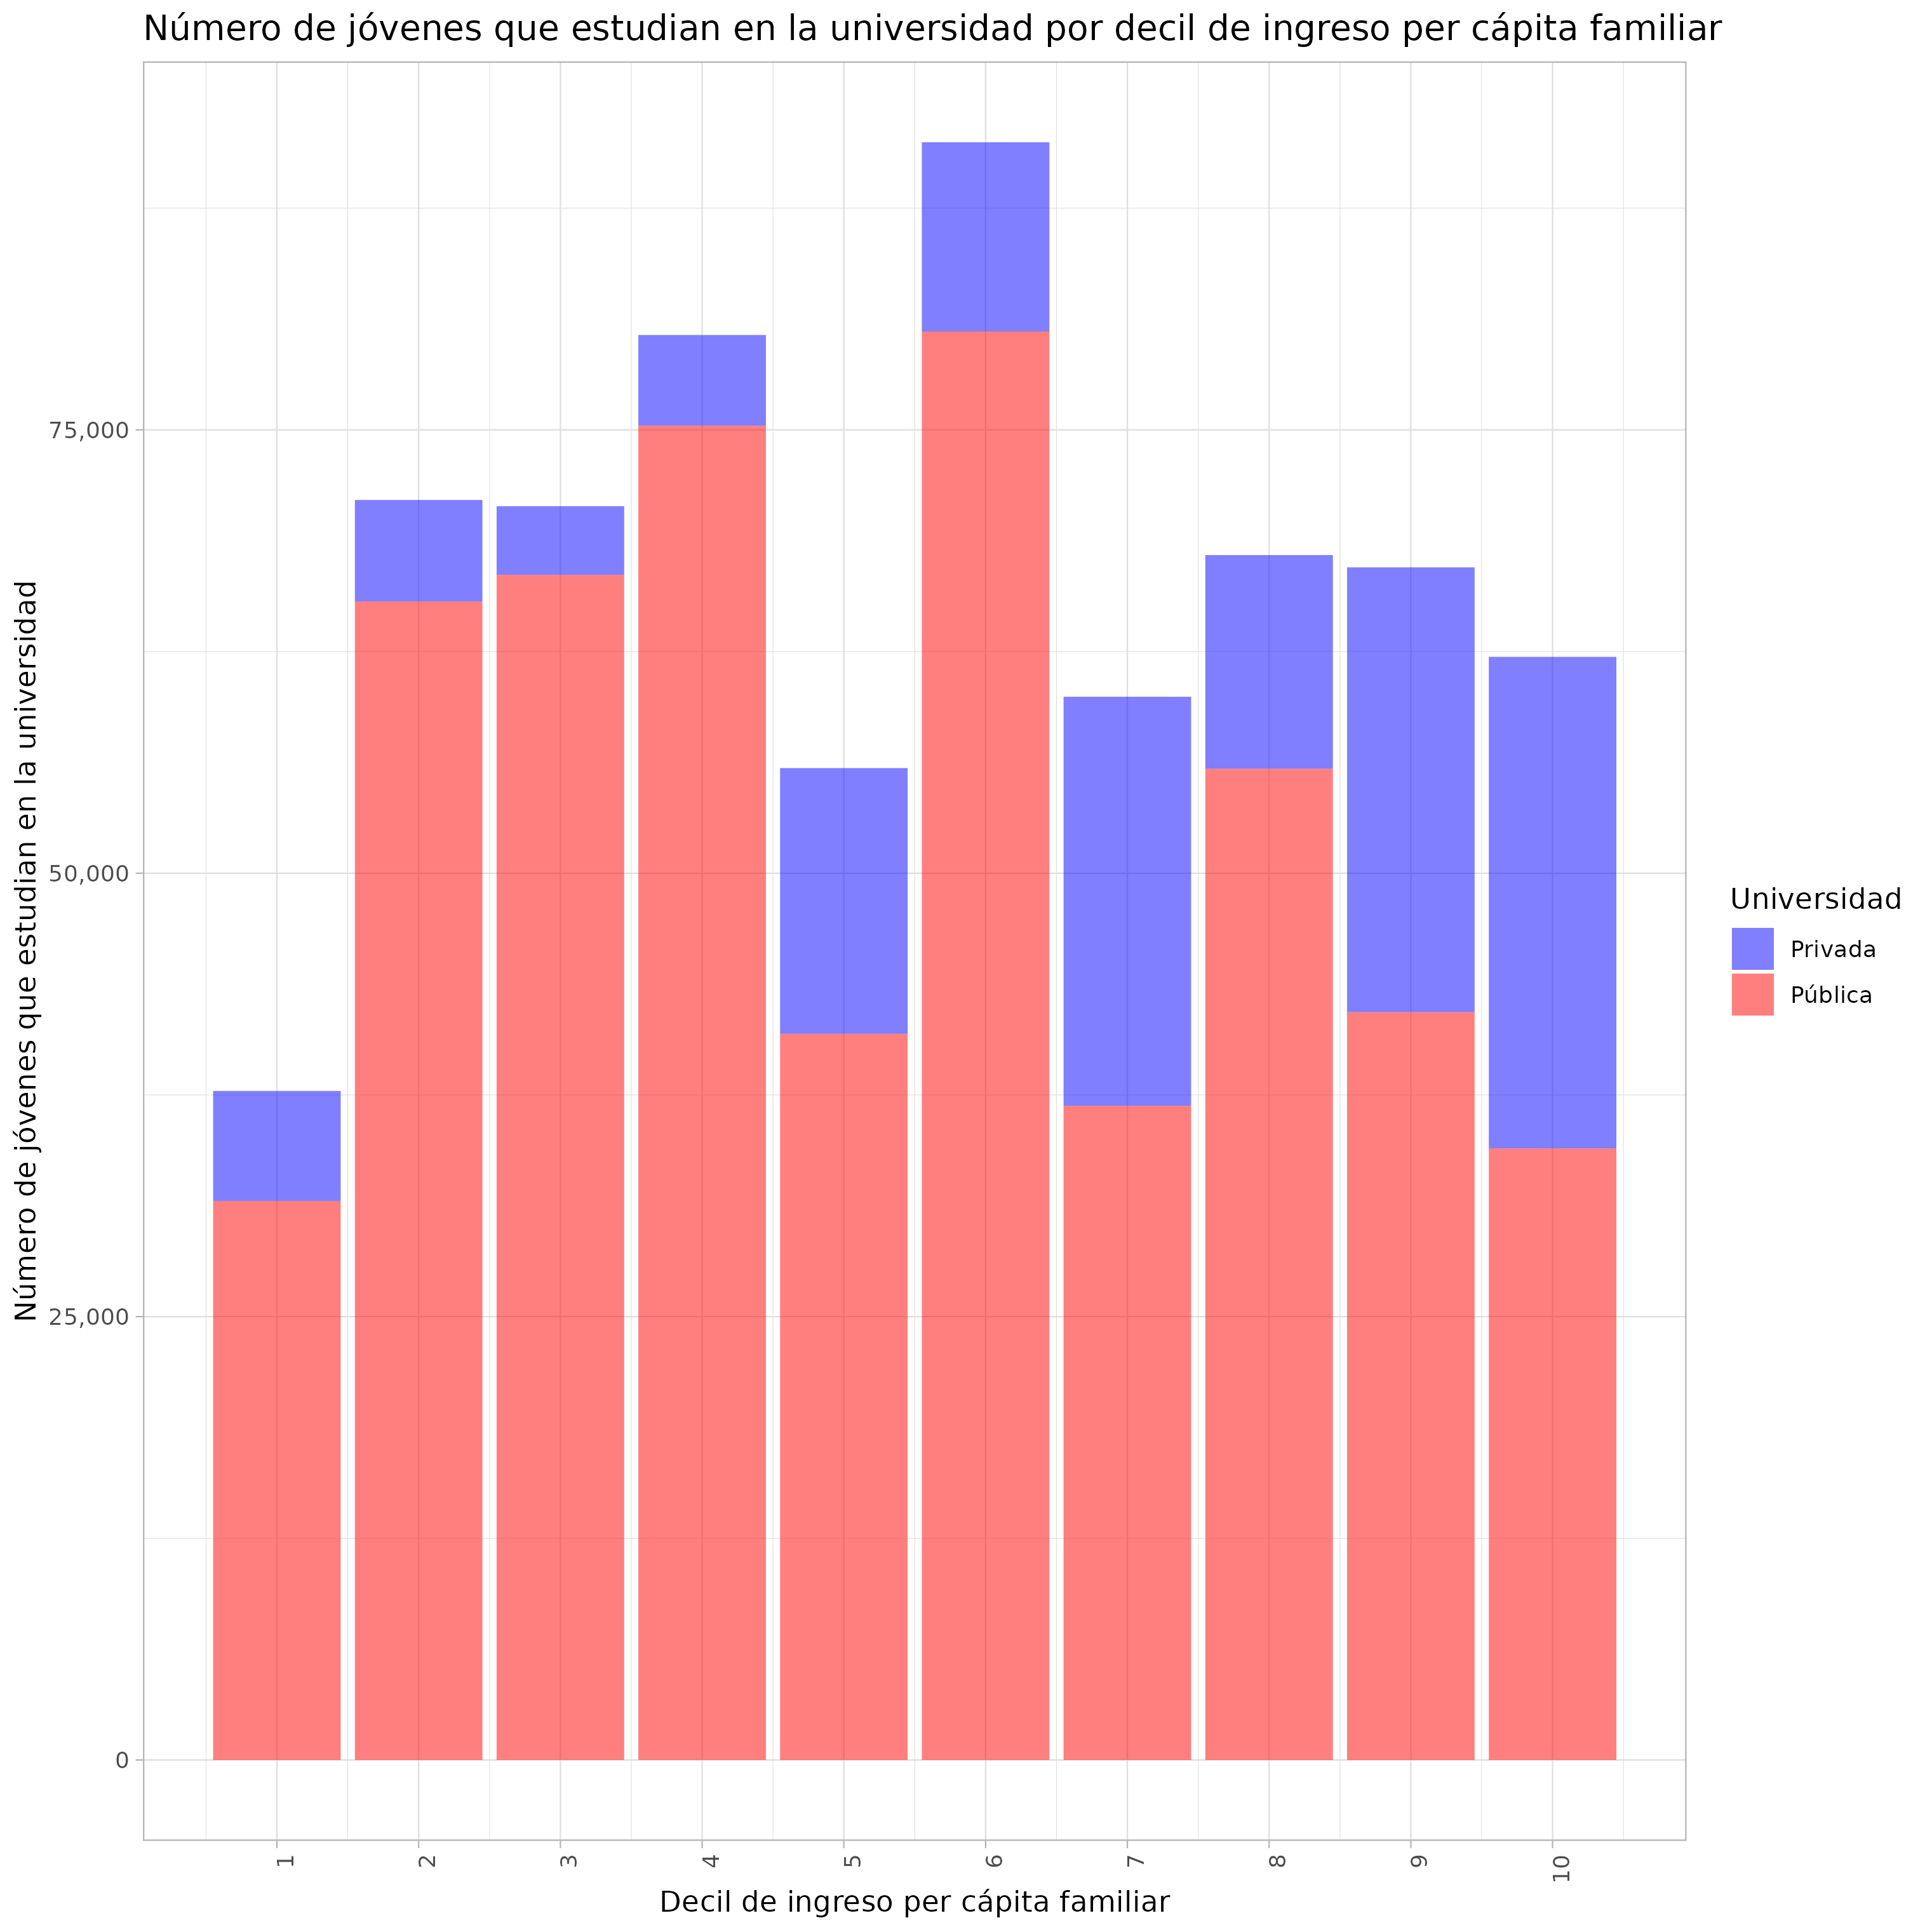 Número de jóvenes que estudian en la universidad por decil de ingreso per cápita familiar
Número de jóvenes que estudian en la universidad
75,000
50,000
25,000
0
1
2
3
4
5
6
7
8
9
10
Decil de ingreso per cápita familiar
Universidad
Privada
Pública